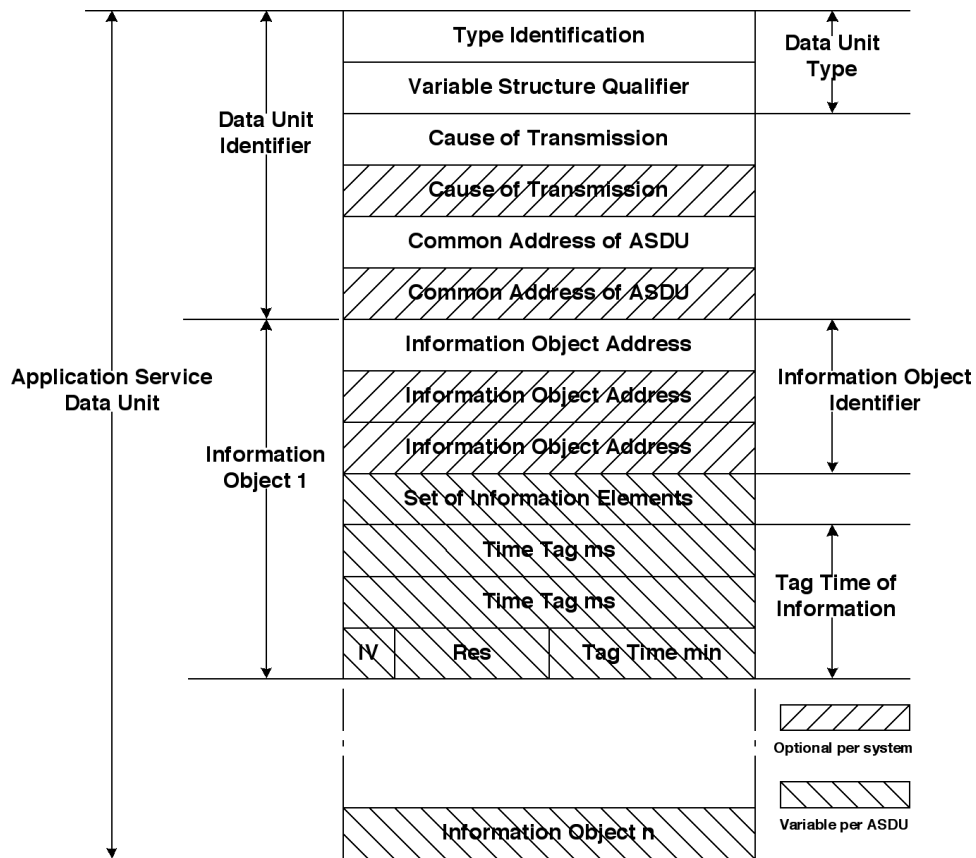 Type Identification
Data Unit
Type
Variable Structure Qualifier
Data Unit
Identifier
Cause of Transmission
Cause of Transmission
Common Address of ASDU
Common Address of ASDU
Information Object Address
Application Service
Data Unit
Information Object Address
Information Object
Identifier
Information Object Address
Information
Object 1
Set of Information Elements
Time Tag ms
Time Tag ms
Tag Time of
Information
IV
Res
Tag Time min
Optional per system
Variable per ASDU
Information Object n